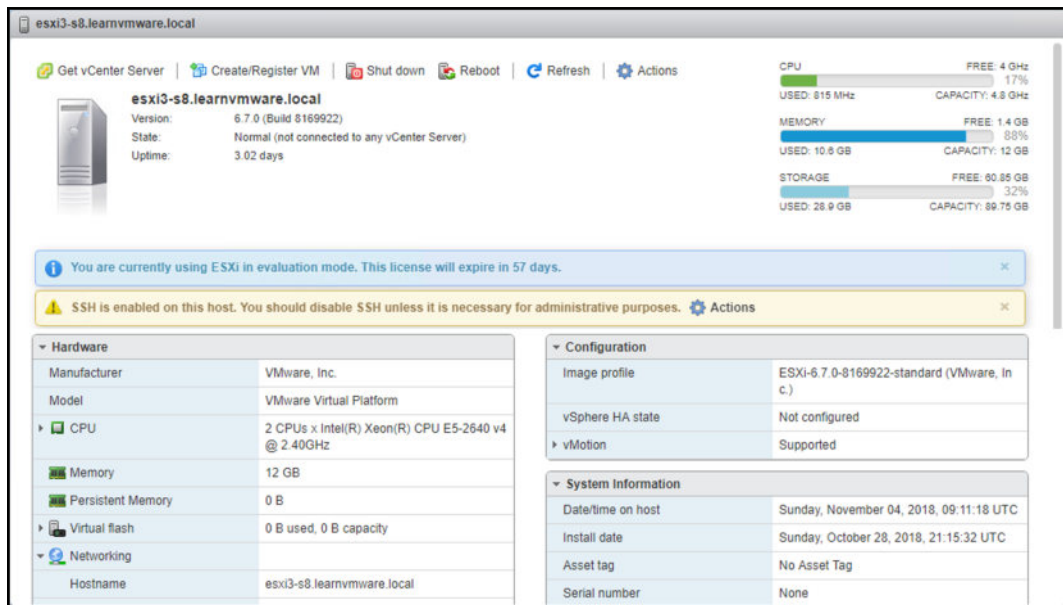 esxi3-s8.learnvmware.local
Get vCenter Server | Create/Register VM | Shut down Reboot | Refresh | Actions
esxi3-s8.learnvmware.local
Version: 6.7.0 (Build 8169922)
State: Normal (not connected to any vCenter Server)
Uptime: 3.02 days
CPU FREE: 4 GHz
17%
USED: 815 MHz CAPACITY: 4.8 GHz
MEMORY FREE: 1.4 GB
88%
USED: 10.6 GB CAPACITY: 12 GB
STORAGE FREE: 60.85 GB
32%
USED: 28.9 GB CAPACITY: 89.75 GB
You are currently using ESXi in evaluation mode. This license will expire in 57 days.
SSH is enabled on this host. You should disable SSH unless it is necessary for administrative purposes. Actions
Hardware
Manufacturer VMware, Inc.
Model VMware Virtual Platform
CPU 2 CPUs x Intel(R) Xeon(R) CPU E5-2640 v4
@ 2.40GHz
Memory 12 GB
Persistent Memory 0 B
Virtual flash 0 B used, 0 B capacity
Networking
Hostname esxi3-s8.learnvmware.local
Configuration
Image profile ESXi-6.7.0-8169922-standard (VMware, In
c.)
vSphere HA state Not configured
vMotion Supported
System Information
Date/time on host Sunday, November 04, 2018, 09:11:18 UTC
Install date Sunday, October 28, 2018, 21:15:32 UTC
Asset tag No Asset Tag
Serial number None